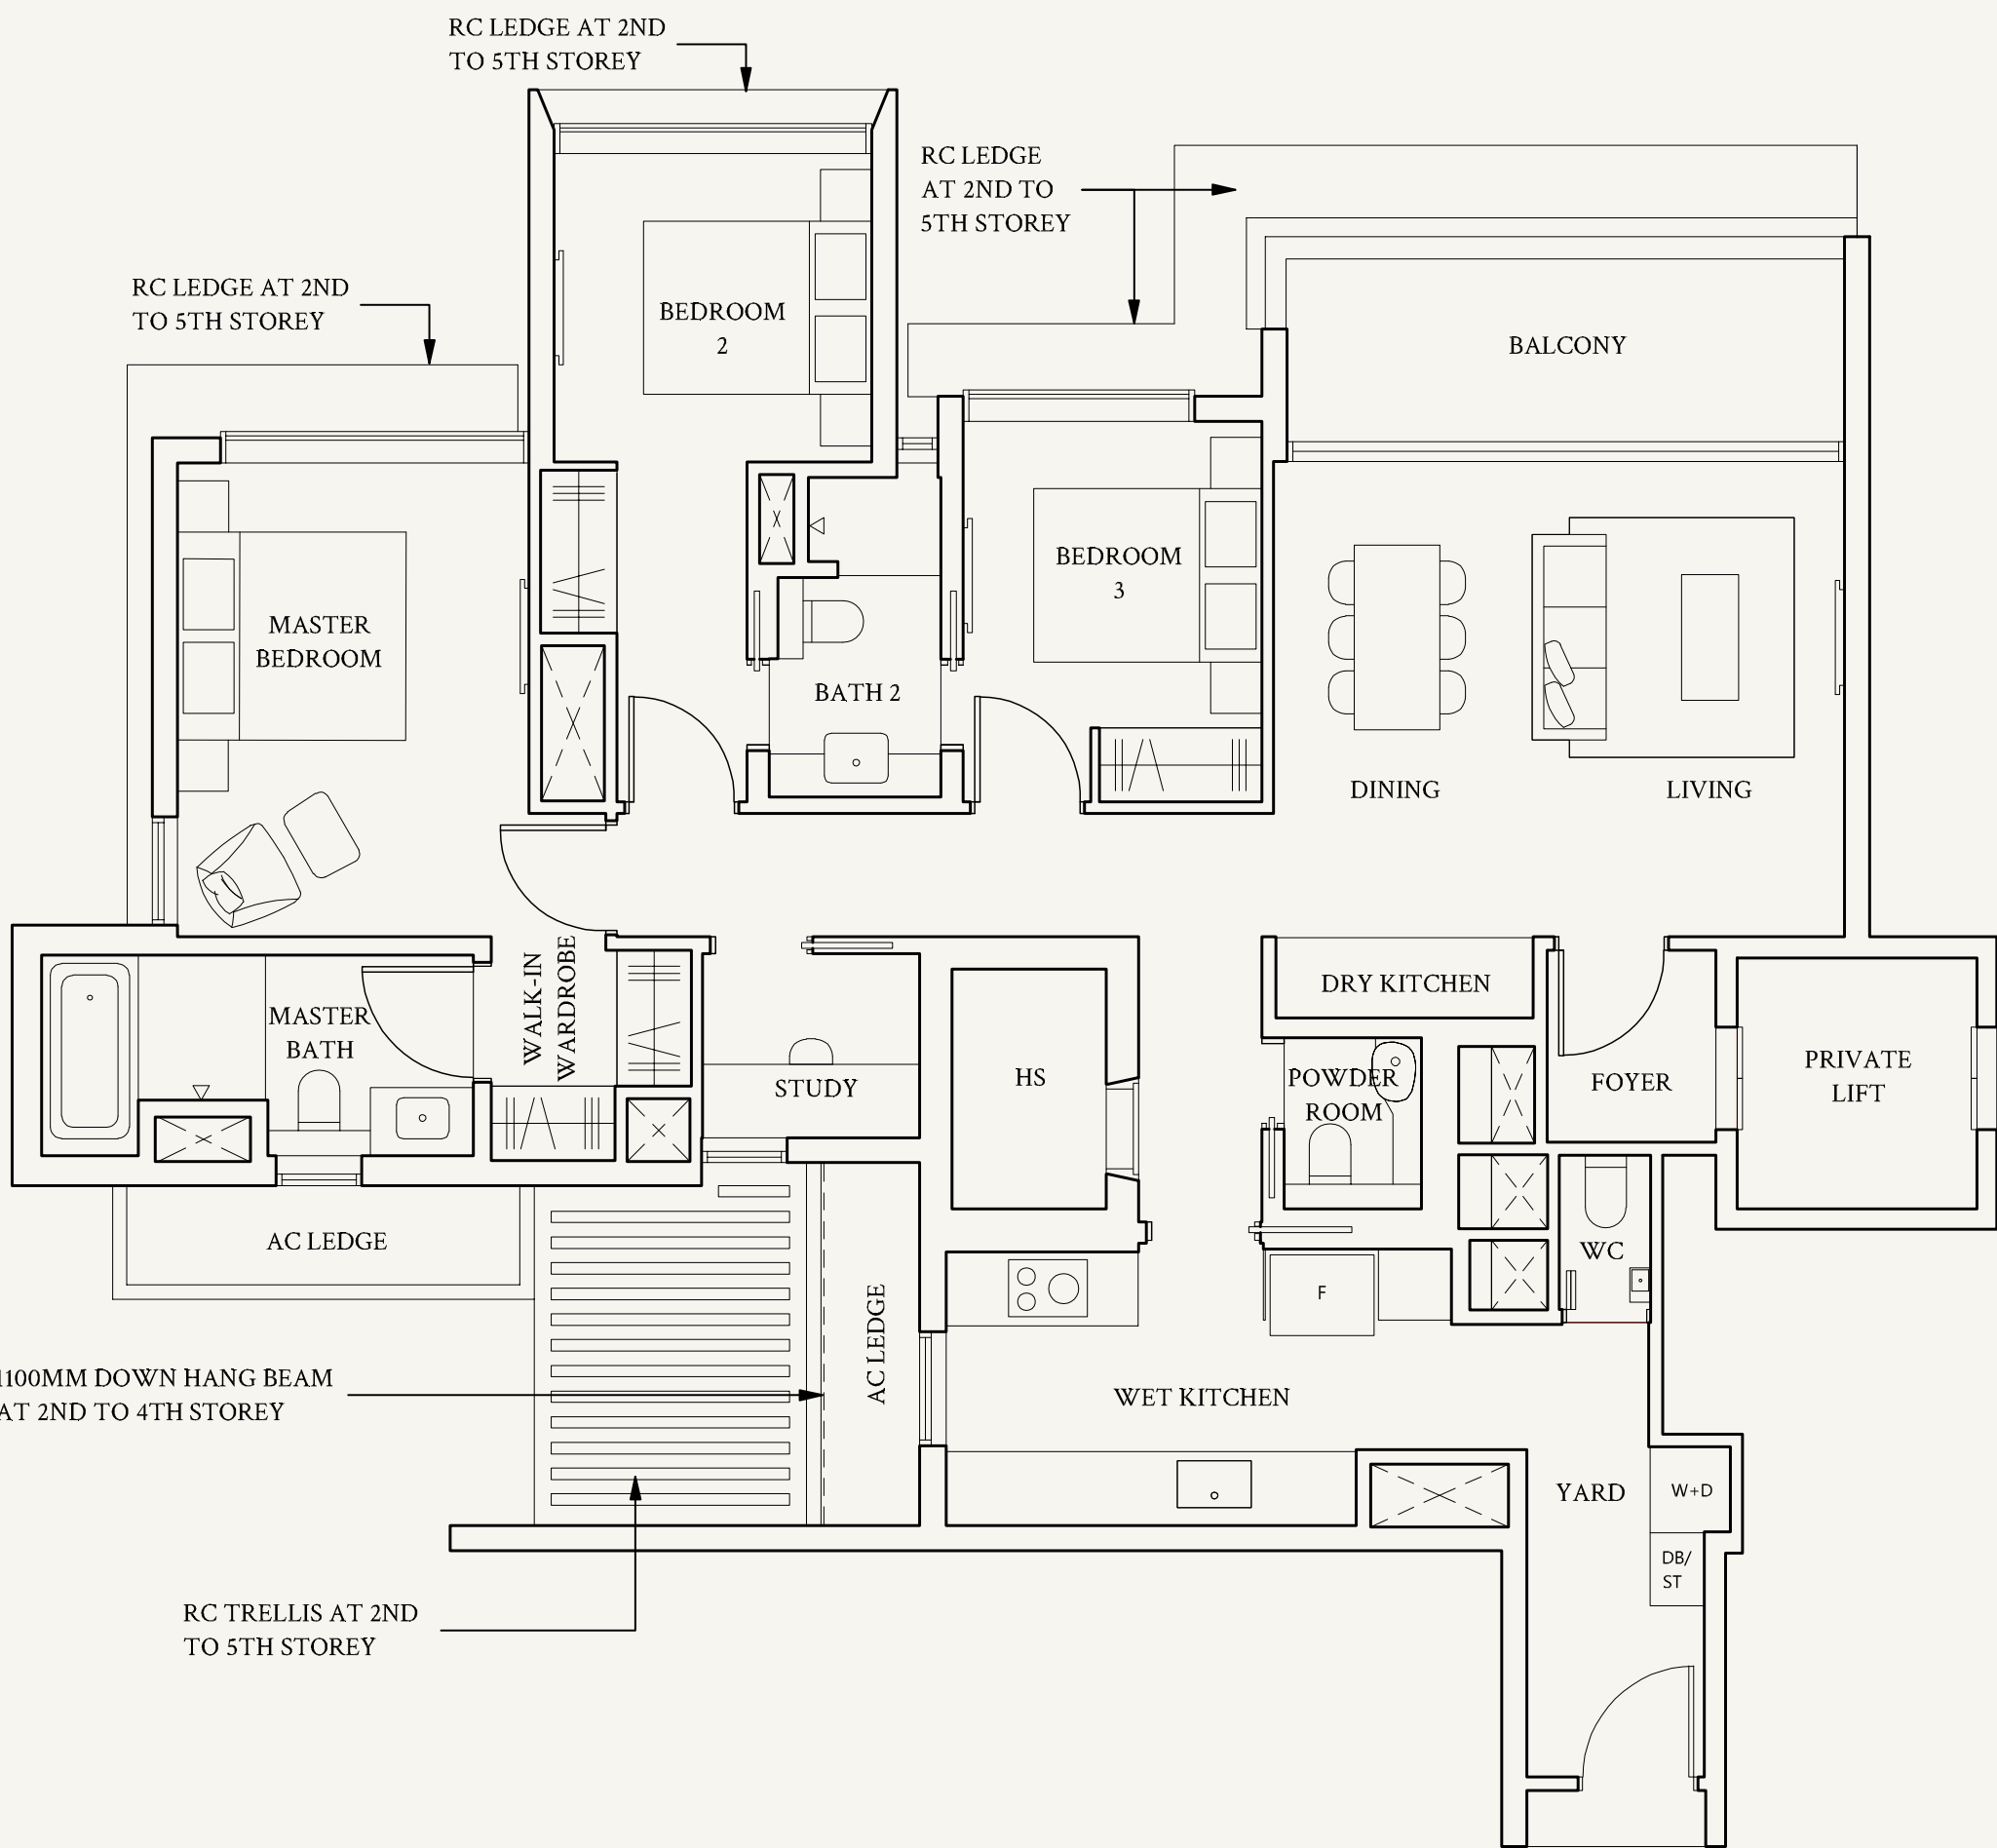 RC LEDGE AT 2ND
TO 5TH STOREY
RC LEDGE
AT 2ND TO
5TH STOREY
RC LEDGE AT 2ND
TO 5TH STOREY
BEDROOM
2
BALCONY
BEDROOM
3
MASTER
BEDROOM
BATH 2
DINING
LIVING
WALK-IN
WARDROBE
DRY KITCHEN
MASTER
BATH
STUDY
HS
POWDER
ROOM
FOYER
PRIVATE
LIFT
AC LEDGE
WC
F
AC LEDGE
1100MM DOWN HANG BEAM
AT 2ND TO 4TH STOREY
WET KITCHEN
YARD
W+D
DB/
ST
RC TRELLIS AT 2ND
TO 5TH STOREY